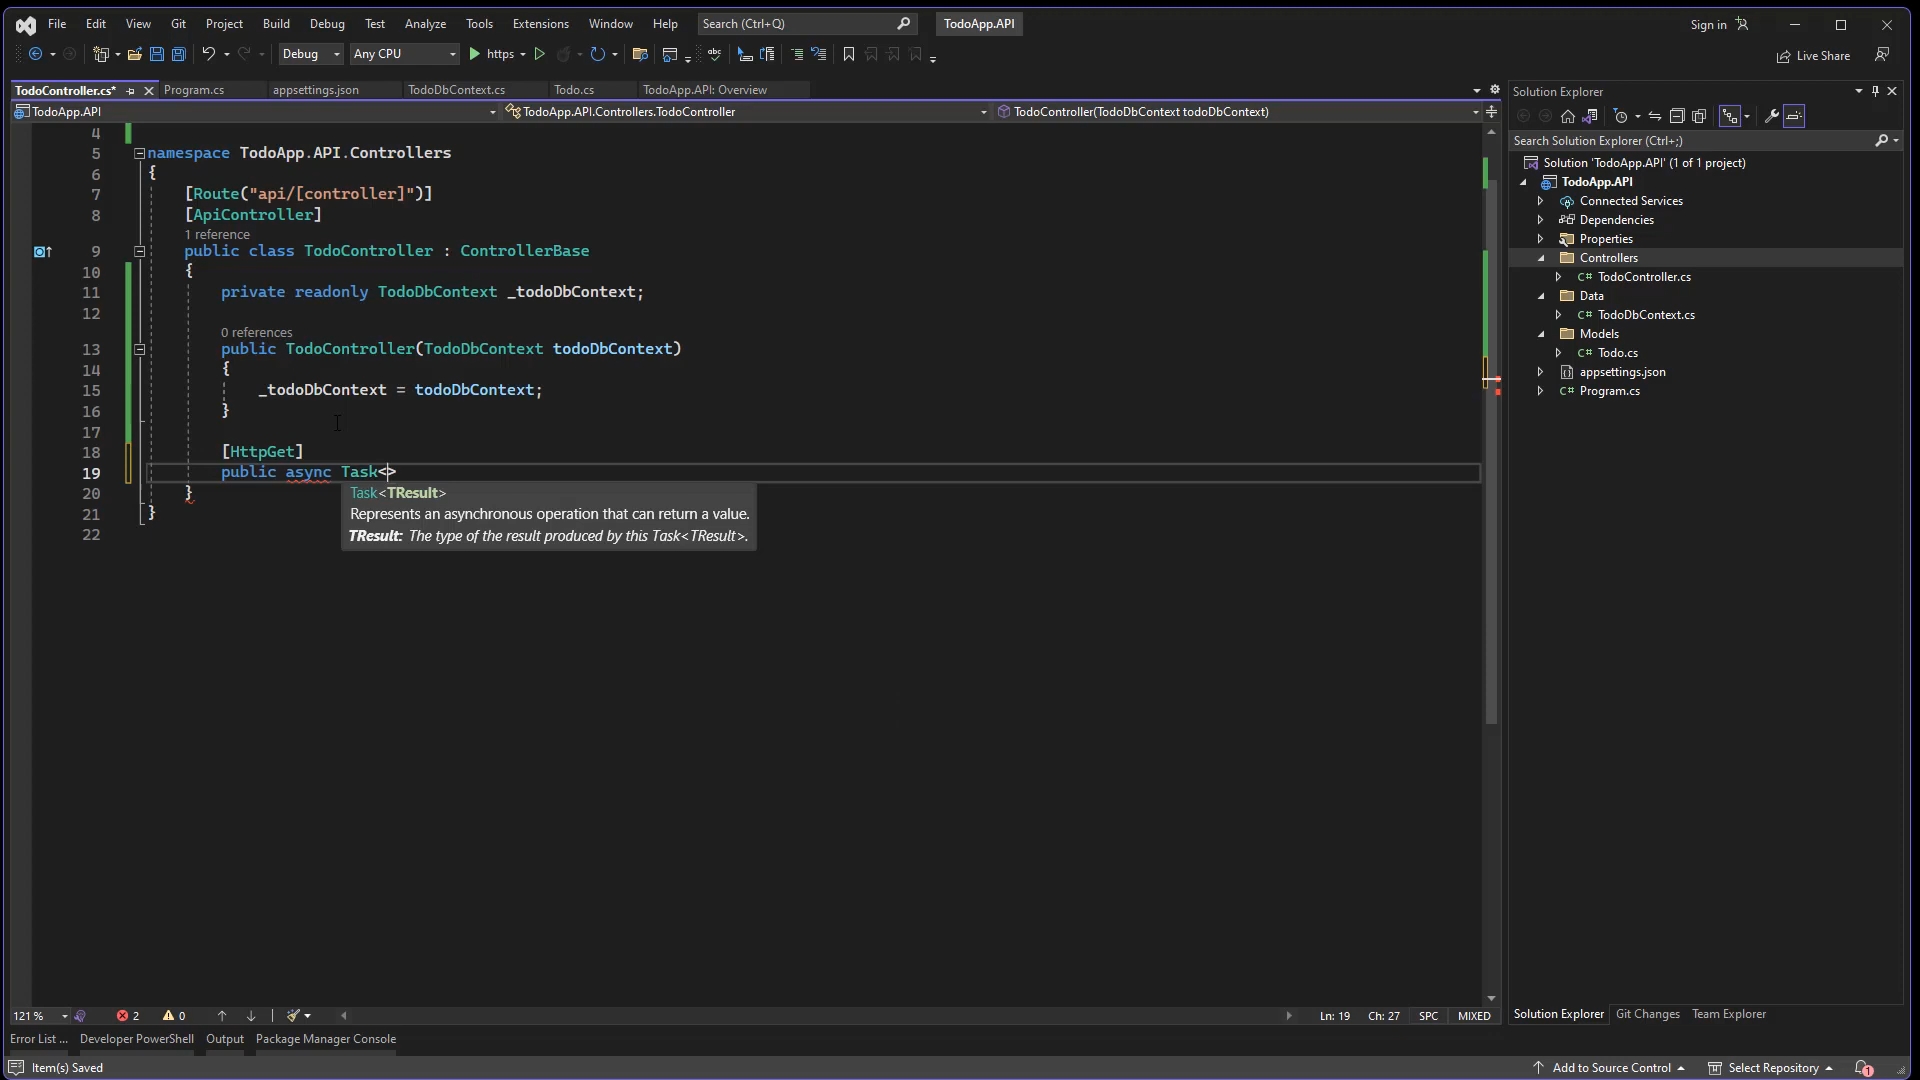 File Edit View Git Project Build Debug Test Analyze Tools Extensions Window Help Search (Ctrl+Q) TodoApp.API Sign in
Debug Any CPU https Live Share
TodoController.cs* Program.cs appsettings.json TodoDbContext.cs Todo.cs TodoApp.API: Overview
TodoApp.API TodoApp.API.Controllers.TodoController TodoController(TodoDbContext todoDbContext)
4
5 namespace TodoApp.API.Controllers
6 {
7 [Route("api/[controller]")]
8 [ApiController]
1 reference
9 public class TodoController : ControllerBase
10 {
11 private readonly TodoDbContext _todoDbContext;
12
0 references
13 public TodoController(TodoDbContext todoDbContext)
14 {
15 _todoDbContext = todoDbContext;
16 }
17
18 [HttpGet]
19 public async Task<>
20 }
21 }
22
Task<TResult>
Represents an asynchronous operation that can return a value.
TResult: The type of the result produced by this Task<TResult>.
Solution Explorer
Search Solution Explorer (Ctrl+;)
Solution 'TodoApp.API' (1 of 1 project)
TodoApp.API
Connected Services
Dependencies
Properties
Controllers
C# TodoController.cs
Data
C# TodoDbContext.cs
Models
C# Todo.cs
appsettings.json
C# Program.cs
121 % 2 0 Ln: 19 Ch: 27 SPC MIXED
Solution Explorer Git Changes Team Explorer
Error List ... Developer PowerShell Output Package Manager Console
Item(s) Saved Add to Source Control Select Repository 1